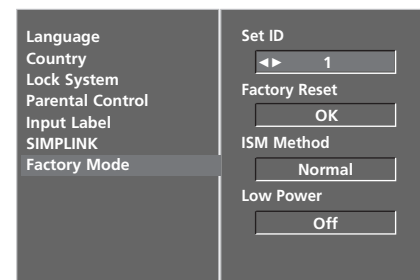 Language
Country
Lock System
Parental Control
Input Label
SIMPLINK
Factory Mode
Set ID
◄► 1
Factory Reset
OK
ISM Method
Normal
Low Power
Off